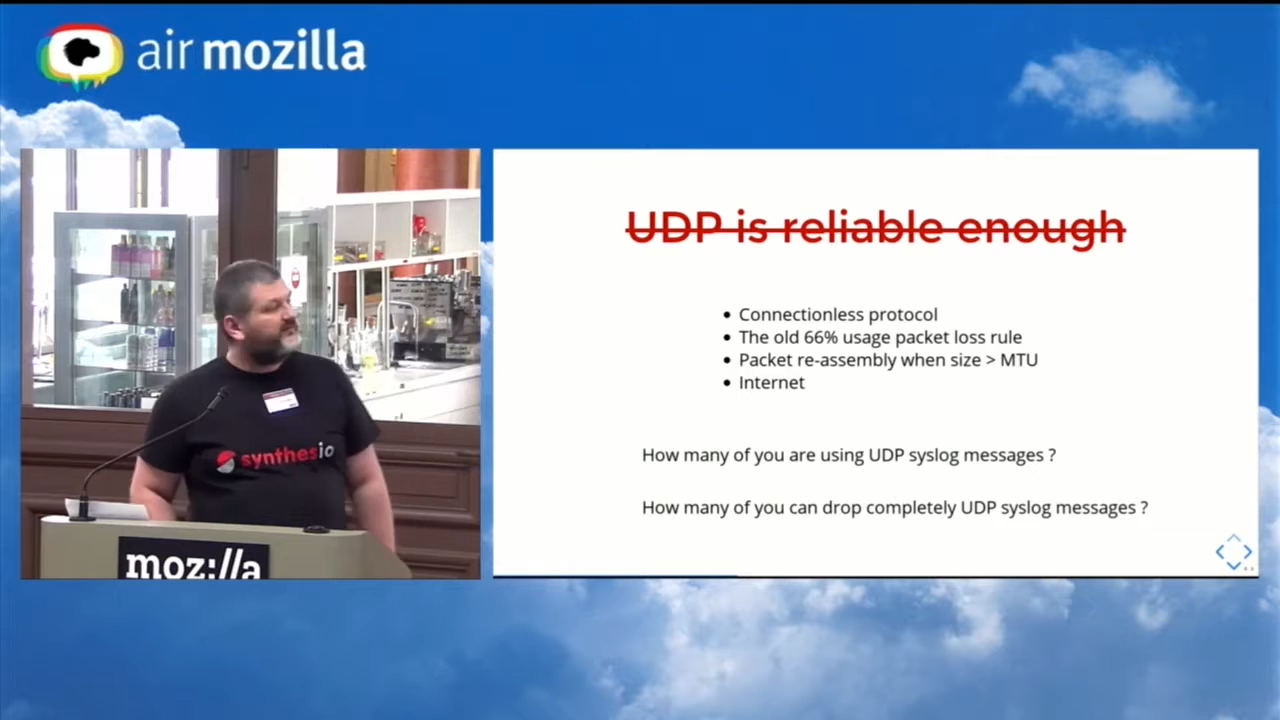 air mozilla
UDP is reliable enough
Connectionless protocol
The old 66% usage packet loss rule
Packet re-assembly when size > MTU
Internet
How many of you are using UDP syslog messages ?
How many of you can drop completely UDP syslog messages ?
synthesio
moz://a